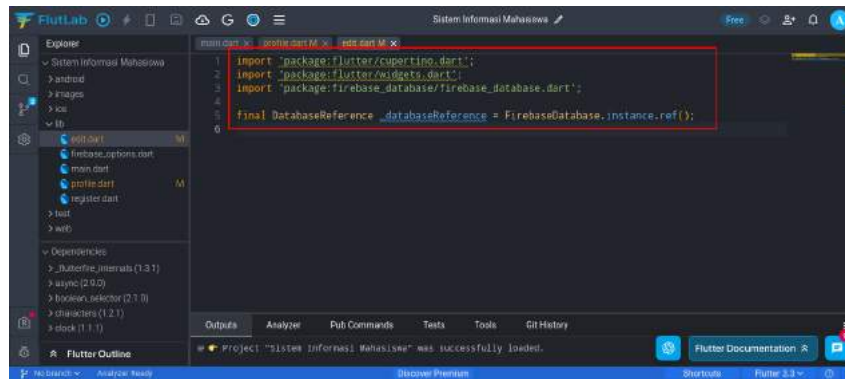 FlutLab
Sistem Informasi Mahasiswa
Free
Explorer
main.dart x profile.dart M x edit.dart M x
Sistem Informasi Mahasiswa
android
images
ios
lib
edit.dart M
firebase_options.dart
main.dart
profile.dart M
register.dart
test
web
1 import 'package:flutter/cupertino.dart';
2 import 'package:flutter/widgets.dart';
3 import 'package:firebase_database/firebase_database.dart';
4
5 final DatabaseReference _databaseReference = FirebaseDatabase.instance.ref();
6
Dependencies
_flutterfire_internals (1.3.1)
async (2.9.0)
boolean_selector (2.1.0)
characters (1.2.1)
clock (1.1.1)
Flutter Outline
Outputs Analyzer Pub Commands Tests Tools Git History
Project "Sistem Informasi Mahasiswa" was successfully loaded.
Flutter Documentation
No branch Analyzer Ready
Discover Premium
Shortcuts
Flutter 3.3